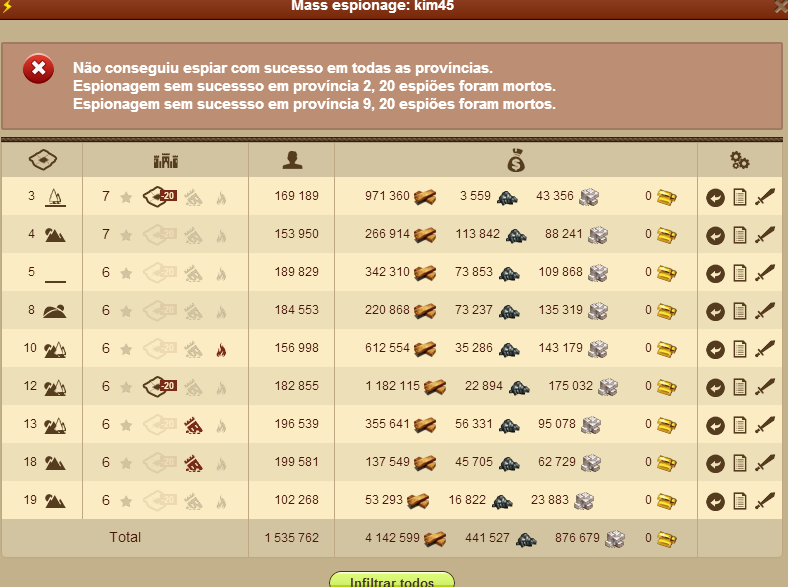 Mass espionage: kim45
Não conseguiu espiar com sucesso em todas as províncias.
Espionagem sem sucessso em província 2, 20 espiões foram mortos.
Espionagem sem sucessso em província 9, 20 espiões foram mortos.
3 7 -20 169 189 971 360 3 559 43 356 0
4 7 153 950 266 914 113 842 88 241 0
5 6 189 829 342 310 73 853 109 868 0
8 6 184 553 220 868 73 237 135 319 0
10 6 156 998 612 554 35 286 143 179 0
12 6 -20 182 855 1 182 115 22 894 175 032 0
13 6 196 539 355 641 56 331 95 078 0
18 6 199 581 137 549 45 705 62 729 0
19 6 102 268 53 293 16 822 23 883 0
Total 1 535 762 4 142 599 441 527 876 679 0
Infiltrar todos